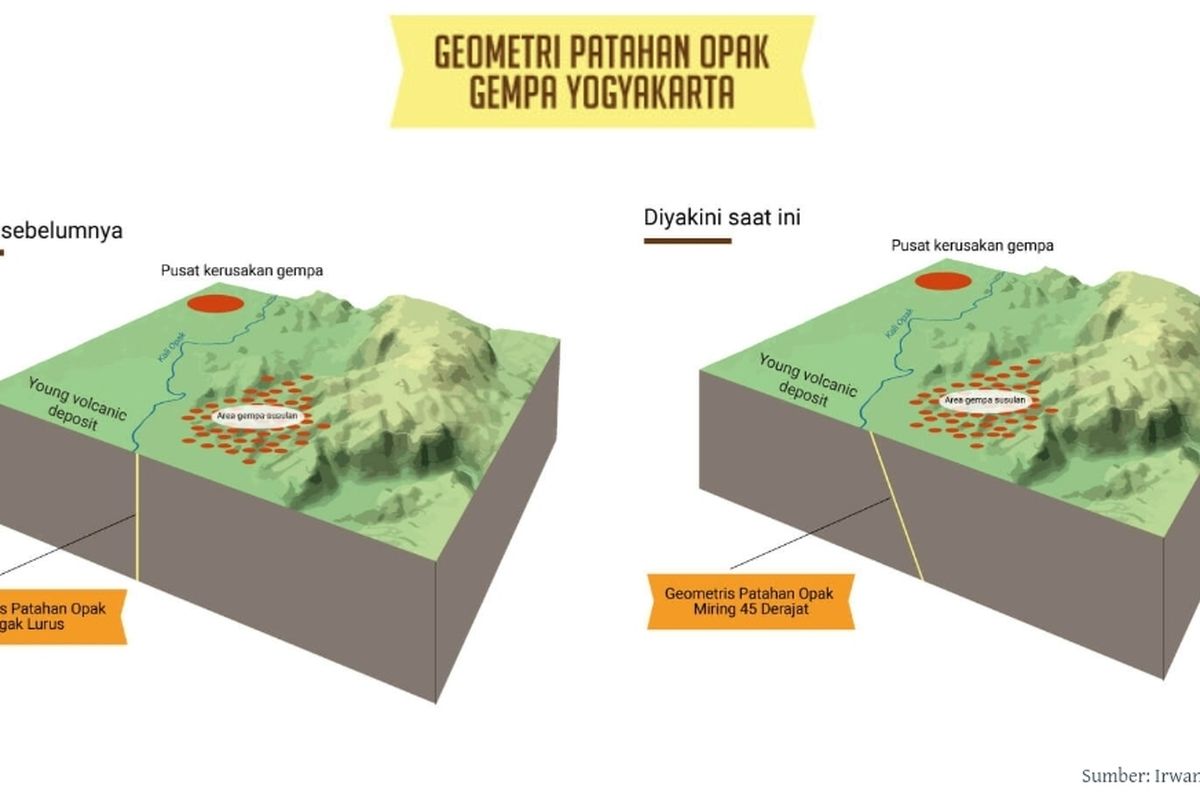 GEOMETRI PATAHAN OPAK
GEMPA YOGYAKARTA
sebelumnya
Pusat kerusakan gempa
Kali Opak
Young volcanic
deposit
Area gempa susulan
s Patahan Opak
gak Lurus
Diyakini saat ini
Pusat kerusakan gempa
Kali Opak
Young volcanic
deposit
Area gempa susulan
Geometris Patahan Opak
Miring 45 Derajat
Sumber: Irwan